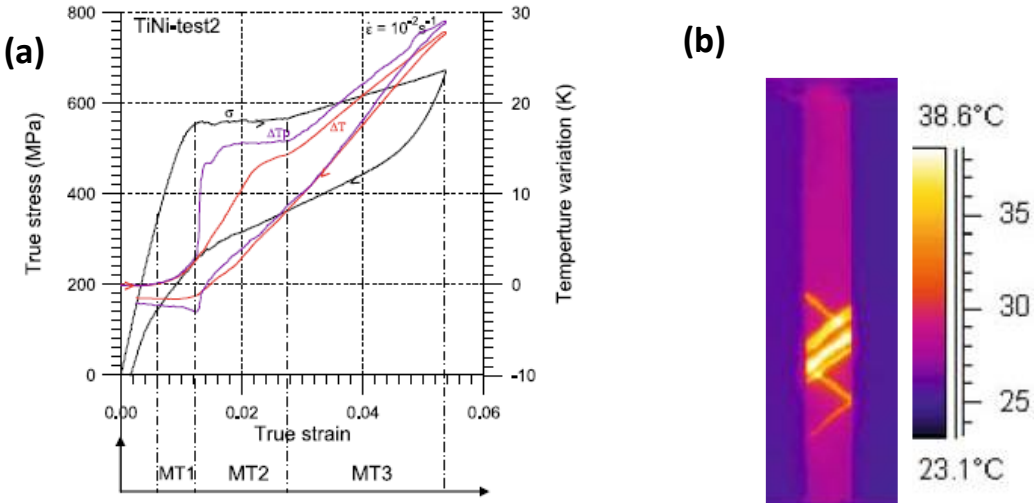 (a)
TiNi-test2
ε̇ = 10⁻²s⁻¹
σ
ΔTp
ΔT
800
600
400
200
0
True stress (MPa)
30
20
10
0
-10
Temperture variation (K)
0.00
0.02
0.04
0.06
True strain
MT1
MT2
MT3
(b)
38.6°C
35
30
25
23.1°C